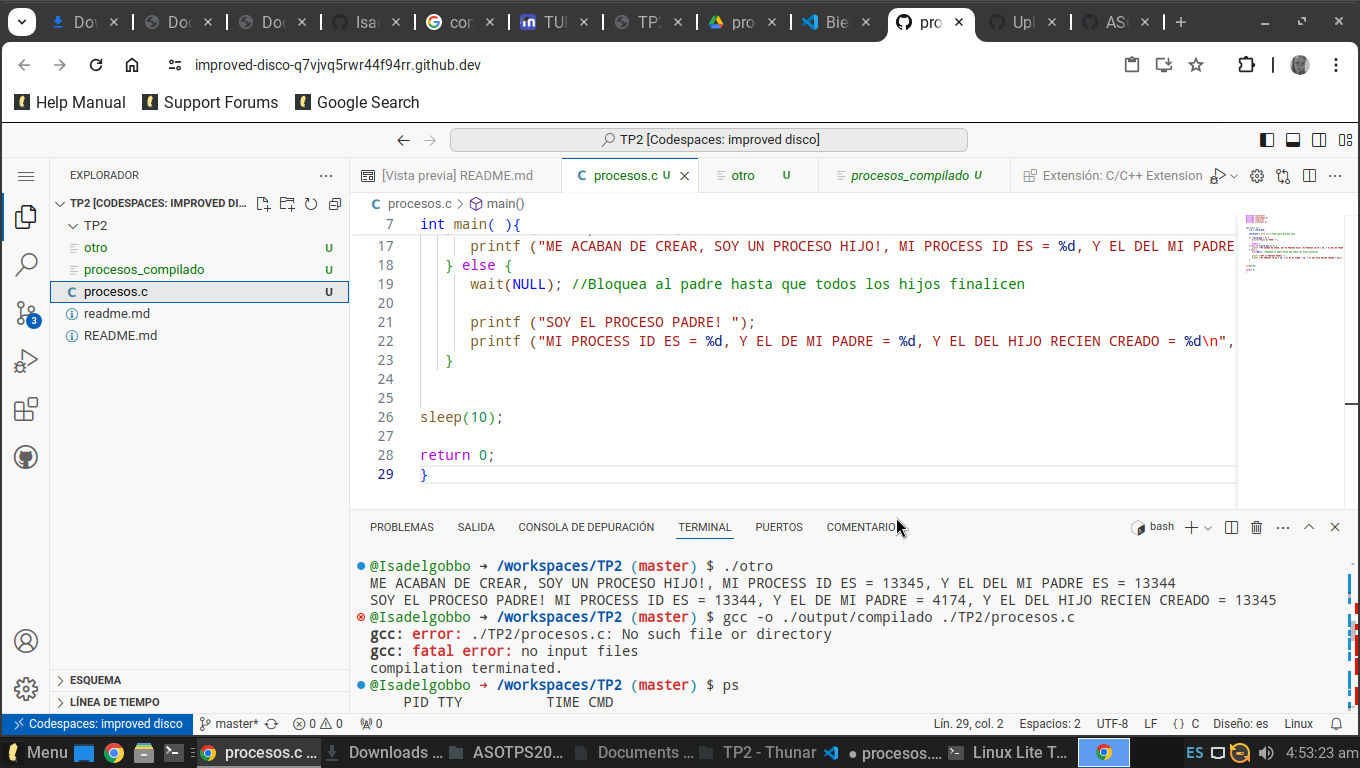 Dov
Doc
Doc
Isa
con
TUI
TP2
pro
Bie
pro
Upl
ASO
improved-disco-q7vjvq5rwr44f94rr.github.dev
Help Manual
Support Forums
Google Search
TP2 [Codespaces: improved disco]
EXPLORADOR
TP2 [CODESPACES: IMPROVED DI...
TP2
otro U
procesos_compilado U
procesos.c U
readme.md
README.md
3
ESQUEMA
LÍNEA DE TIEMPO
[Vista previa] README.md
procesos.c U
otro U
procesos_compilado U
Extensión: C/C++ Extension
procesos.c > main()
7 int main( ){
17 printf ("ME ACABAN DE CREAR, SOY UN PROCESO HIJO!, MI PROCESS ID ES = %d, Y EL DEL MI PADRE
18 } else {
19 wait(NULL); //Bloquea al padre hasta que todos los hijos finalicen
20
21 printf ("SOY EL PROCESO PADRE! ");
22 printf ("MI PROCESS ID ES = %d, Y EL DE MI PADRE = %d, Y EL DEL HIJO RECIEN CREADO = %d\n",
23 }
24
25
26 sleep(10);
27
28 return 0;
29 }
PROBLEMAS SALIDA CONSOLA DE DEPURACIÓN TERMINAL PUERTOS COMENTARIO
bash
@Isadelgobbo ➜ /workspaces/TP2 (master) $ ./otro
ME ACABAN DE CREAR, SOY UN PROCESO HIJO!, MI PROCESS ID ES = 13345, Y EL DEL MI PADRE ES = 13344
SOY EL PROCESO PADRE! MI PROCESS ID ES = 13344, Y EL DE MI PADRE = 4174, Y EL DEL HIJO RECIEN CREADO = 13345
@Isadelgobbo ➜ /workspaces/TP2 (master) $ gcc -o ./output/compilado ./TP2/procesos.c
gcc: error: ./TP2/procesos.c: No such file or directory
gcc: fatal error: no input files
compilation terminated.
@Isadelgobbo ➜ /workspaces/TP2 (master) $ ps
PID TTY TIME CMD
Codespaces: improved disco
master*
0 0
0
Lín. 29, col. 2
Espacios: 2
UTF-8
LF
{ } C
Diseño: es
Linux
Menu
procesos.c ...
Downloads ...
ASOTPS20...
Documents ...
TP2 - Thunar
● procesos....
Linux Lite T...
ES
4:53:23 am